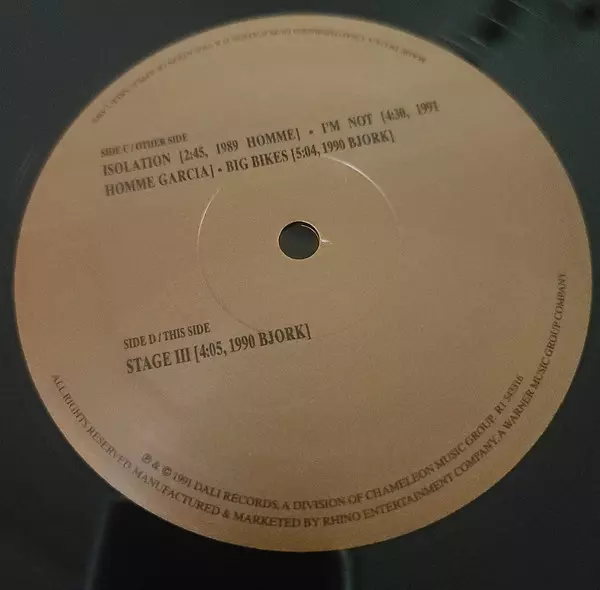 SIDE C / OTHER SIDE
ISOLATION [2:45, 1989 HOMME] • I'M NOT [4:30, 1991
HOMME GARCIA] • BIG BIKES [5:04, 1990 BJORK]
SIDE D / THIS SIDE
STAGE III [4:05, 1990 BJORK]
ALL RIGHTS RESERVED. MANUFACTURED & MARKETED BY RHINO ENTERTAINMENT COMPANY, A WARNER MUSIC GROUP COMPANY.
℗ & © 1991 DALI RECORDS, A DIVISION OF CHAMELEON MUSIC GROUP. R1 543316